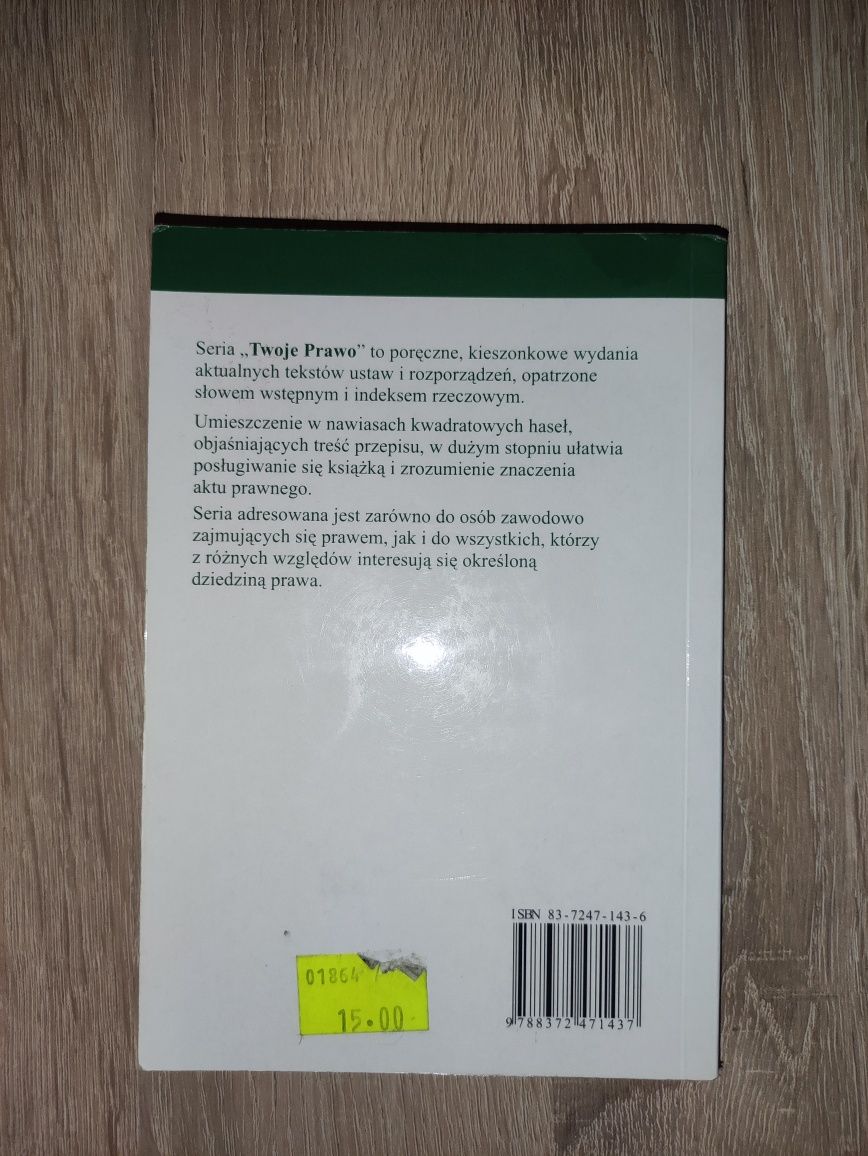 Seria „Twoje Prawo” to poręczne, kieszonkowe wydania
aktualnych tekstów ustaw i rozporządzeń, opatrzone
słowem wstępnym i indeksem rzeczowym.
Umieszczenie w nawiasach kwadratowych haseł,
objaśniających treść przepisu, w dużym stopniu ułatwia
posługiwanie się książką i zrozumienie znaczenia
aktu prawnego.
Seria adresowana jest zarówno do osób zawodowo
zajmujących się prawem, jak i do wszystkich, którzy
z różnych względów interesują się określoną
dziedziną prawa.
ISBN 83-7247-143-6
9 788372 471437
01864
15.00